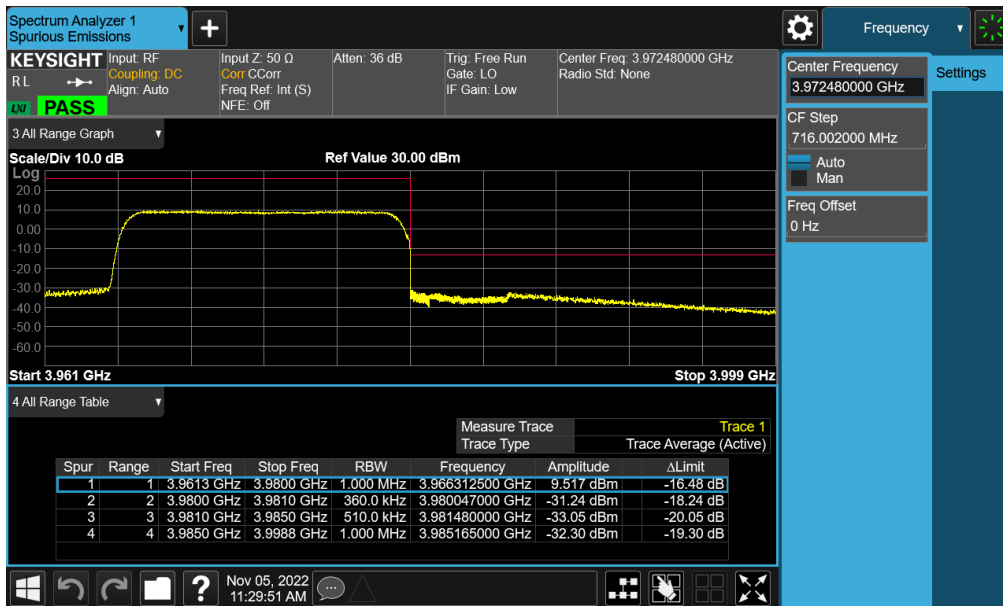 Spectrum Analyzer 1
Spurious Emissions
Frequency
KEYSIGHT
R L
LXI PASS
Input: RF
Coupling: DC
Align: Auto
Input Z: 50 Ω
Corr CCorr
Freq Ref: Int (S)
NFE: Off
Atten: 36 dB
Trig: Free Run
Gate: LO
IF Gain: Low
Center Freq: 3.972480000 GHz
Radio Std: None
Center Frequency
3.972480000 GHz
Settings
CF Step
716.002000 MHz
Auto
Man
Freq Offset
0 Hz
3 All Range Graph
Scale/Div 10.0 dB Ref Value 30.00 dBm
Log
20.0
10.0
0.00
-10.0
-20.0
-30.0
-40.0
-50.0
-60.0
Start 3.961 GHz Stop 3.999 GHz
4 All Range Table
Measure Trace Trace 1
Trace Type Trace Average (Active)
Spur Range Start Freq Stop Freq RBW Frequency Amplitude ΔLimit
1 1 3.9613 GHz 3.9800 GHz 1.000 MHz 3.966312500 GHz 9.517 dBm -16.48 dB
2 2 3.9800 GHz 3.9810 GHz 360.0 kHz 3.980047000 GHz -31.24 dBm -18.24 dB
3 3 3.9810 GHz 3.9850 GHz 510.0 kHz 3.981480000 GHz -33.05 dBm -20.05 dB
4 4 3.9850 GHz 3.9988 GHz 1.000 MHz 3.985165000 GHz -32.30 dBm -19.30 dB
Nov 05, 2022
11:29:51 AM